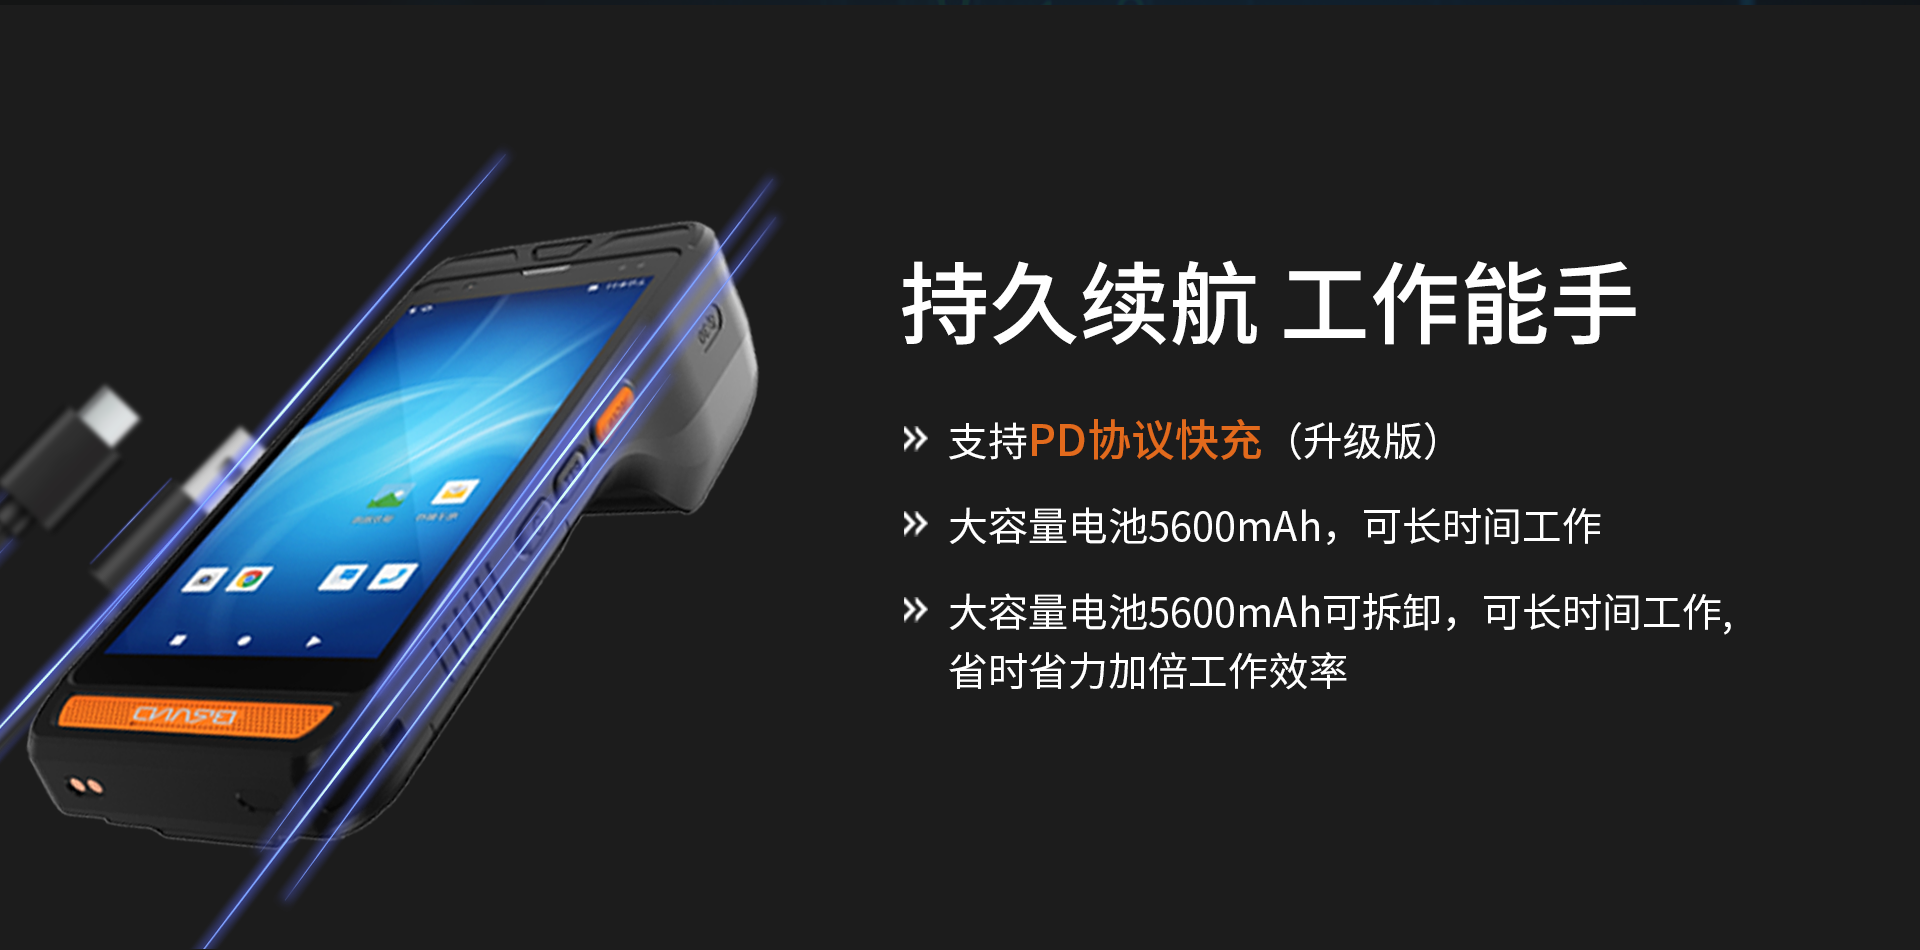 持久续航 工作能手
支持PD协议快充（升级版）
大容量电池5600mAh，可长时间工作
大容量电池5600mAh可拆卸，可长时间工作,
省时省力加倍工作效率